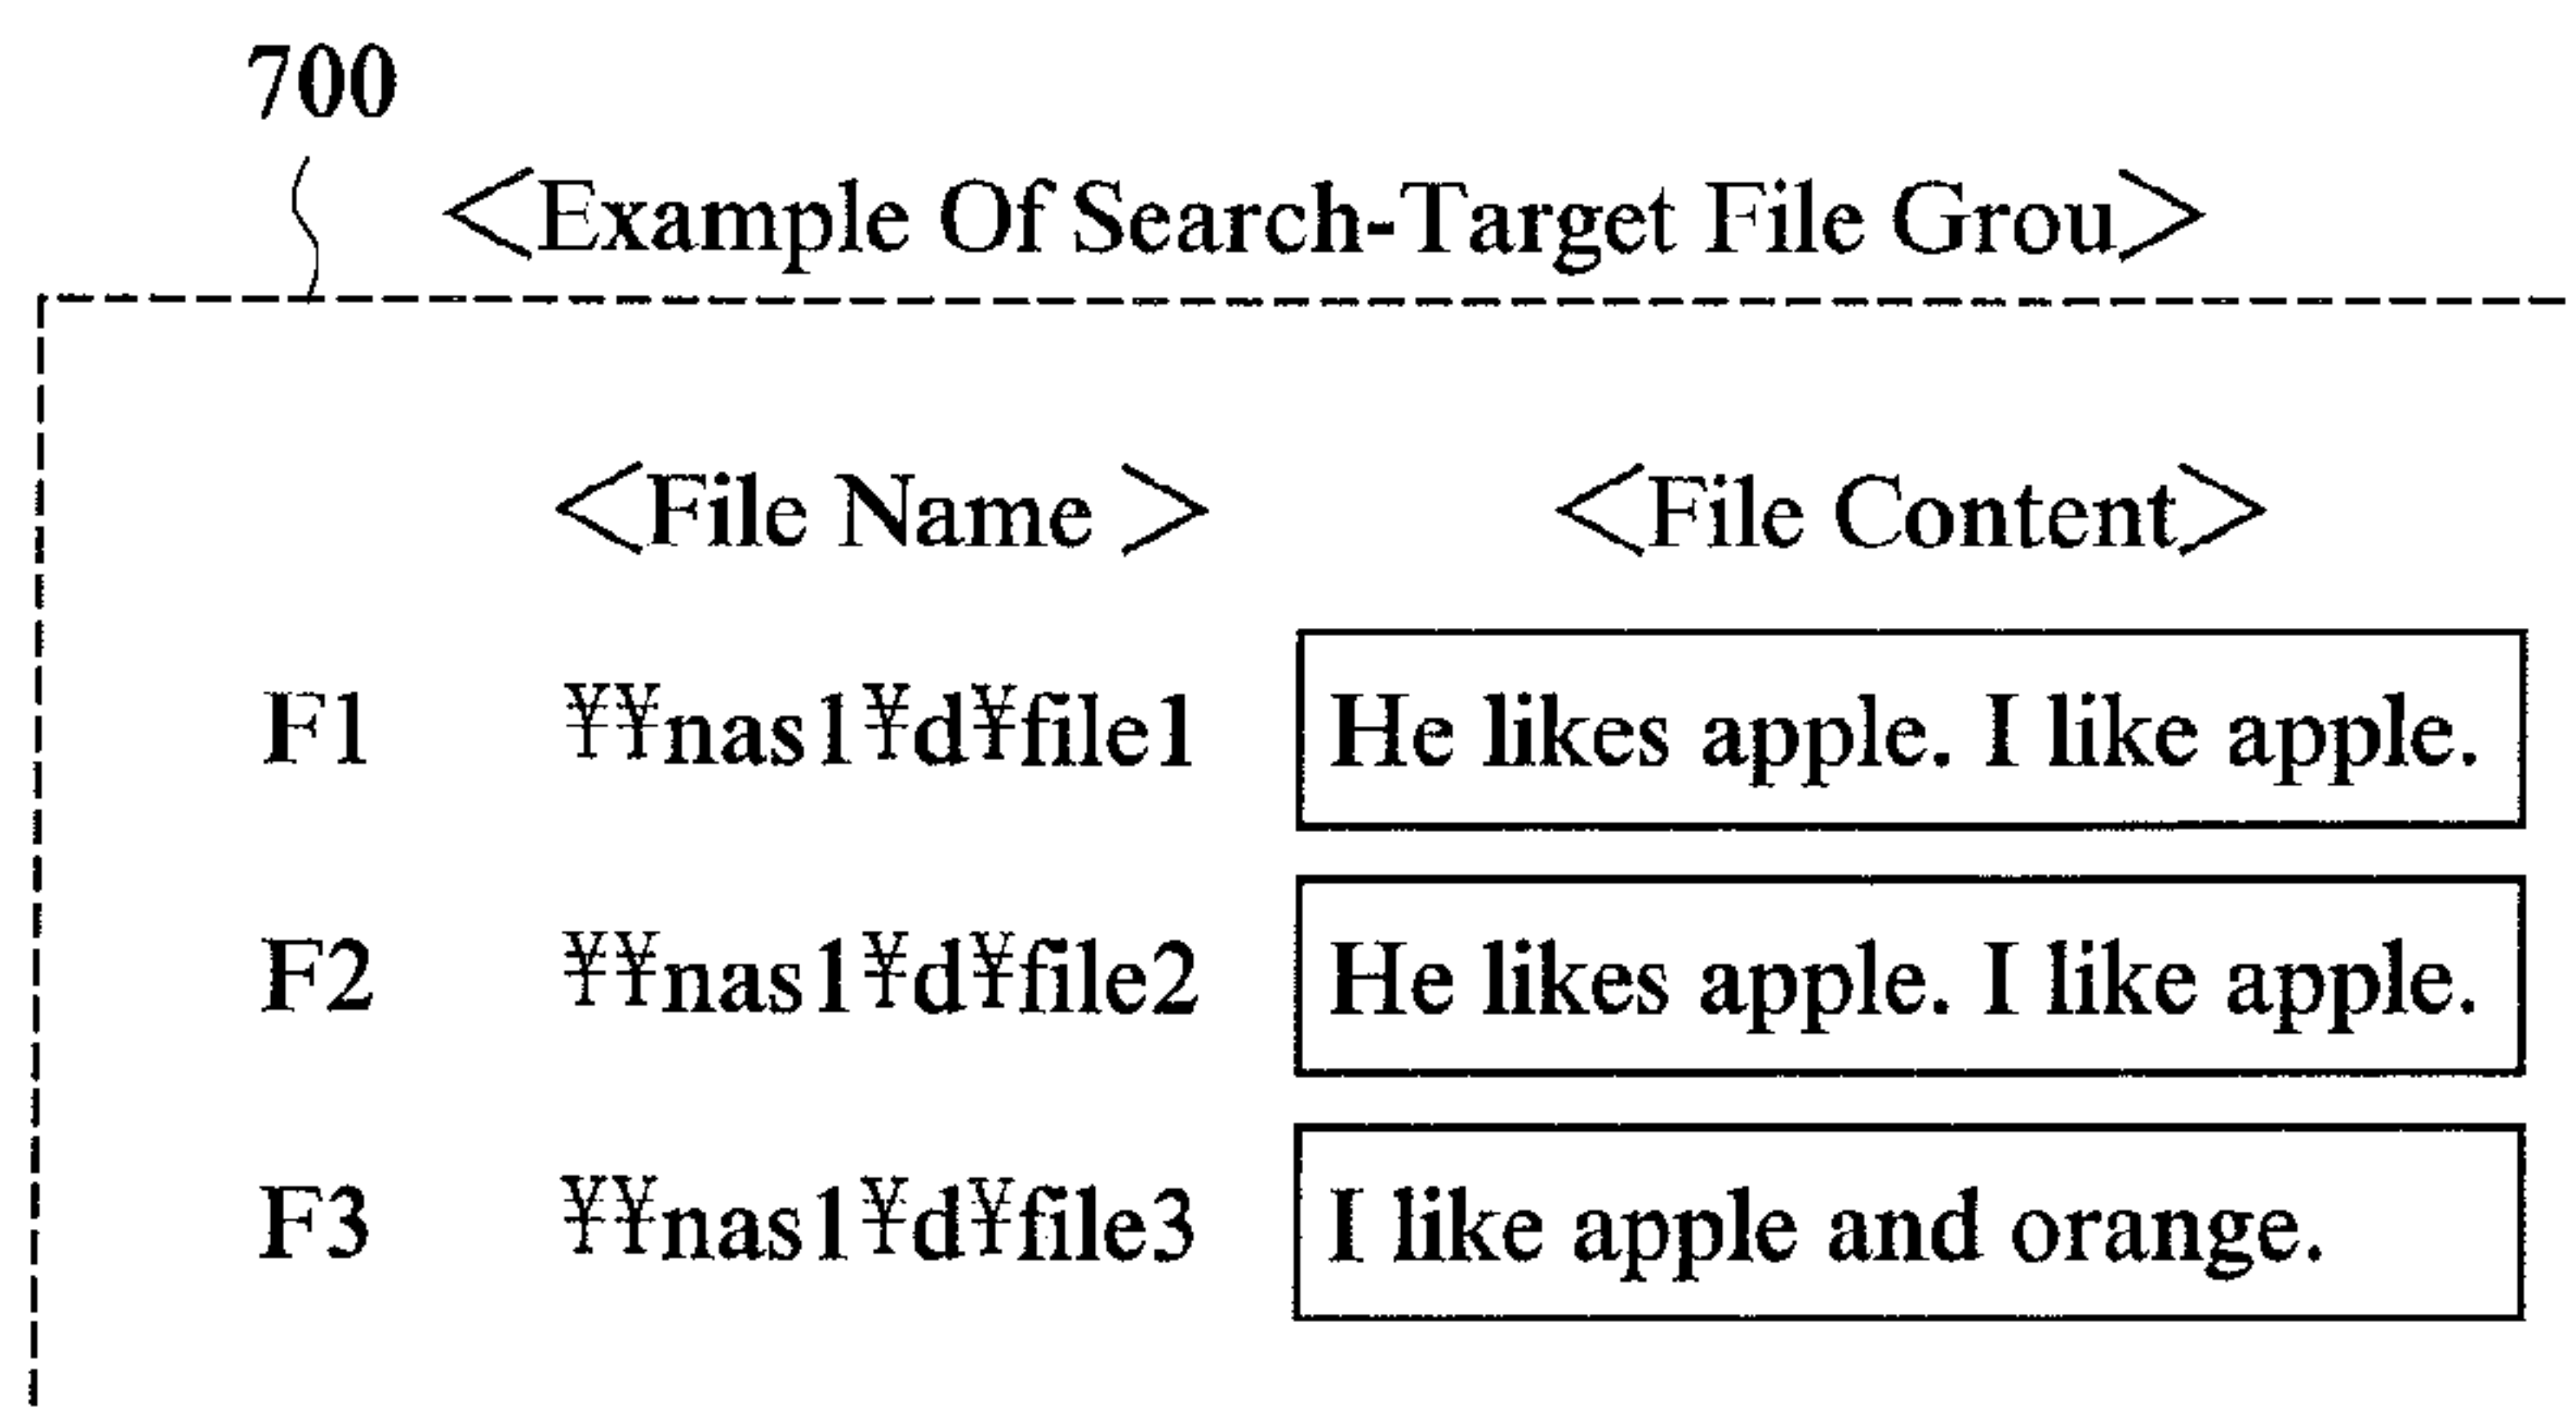 700
<Example Of Search-Target File Grou>
<File Name > <File Content>
F1 ¥¥nas1¥d¥file1 He likes apple. I like apple.
F2 ¥¥nas1¥d¥file2 He likes apple. I like apple.
F3 ¥¥nas1¥d¥file3 I like apple and orange.